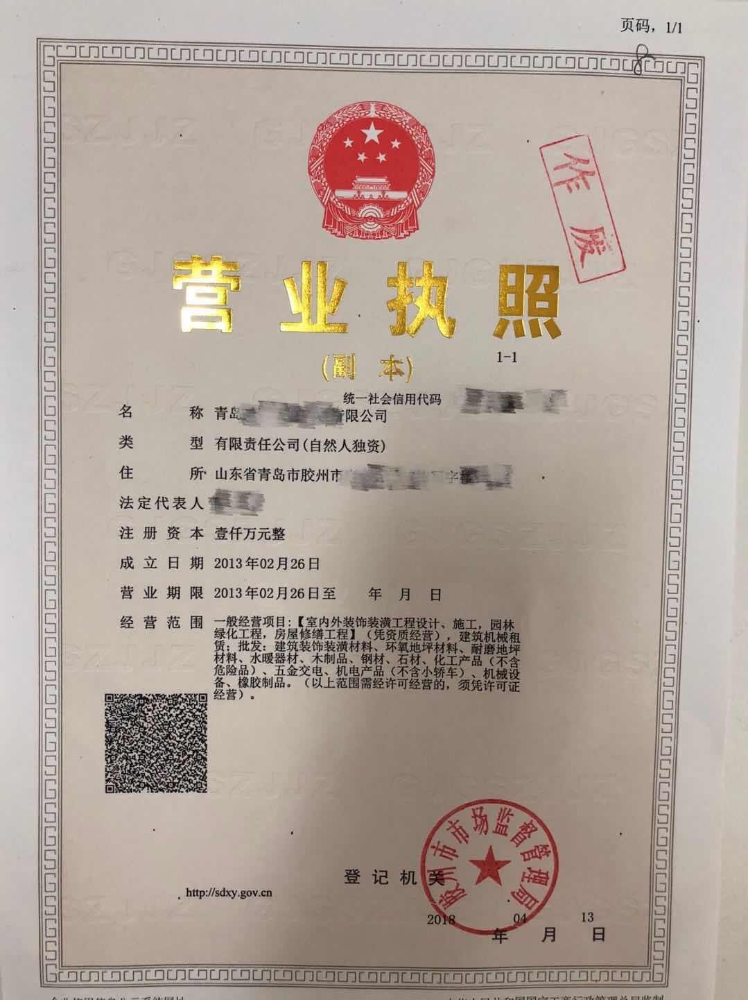 页码，1/1
作废
营业执照
(副 本)
1-1
统一社会信用代码
名 称 青岛 有限公司
类 型 有限责任公司(自然人独资)
住 所 山东省青岛市胶州市
法定代表人
注册资本 壹仟万元整
成立日期 2013年02月26日
营业期限 2013年02月26日至 年 月 日
经营范围 一般经营项目:【室内外装饰装潢工程设计、施工，园林
绿化工程，房屋修缮工程】（凭资质经营），建筑机械租
赁；批发：建筑装饰装潢材料、环氧地坪材料、耐磨地坪
材料、水暖器材、木制品、钢材、石材、化工产品（不含
危险品）、五金交电、机电产品（不含小轿车）、机械设
备、橡胶制品。（以上范围需经许可经营的，须凭许可证
经营）。
胶州市市场监督管理局
登记机关
http://sdxy.gov.cn
2018 04 13
年 月 日